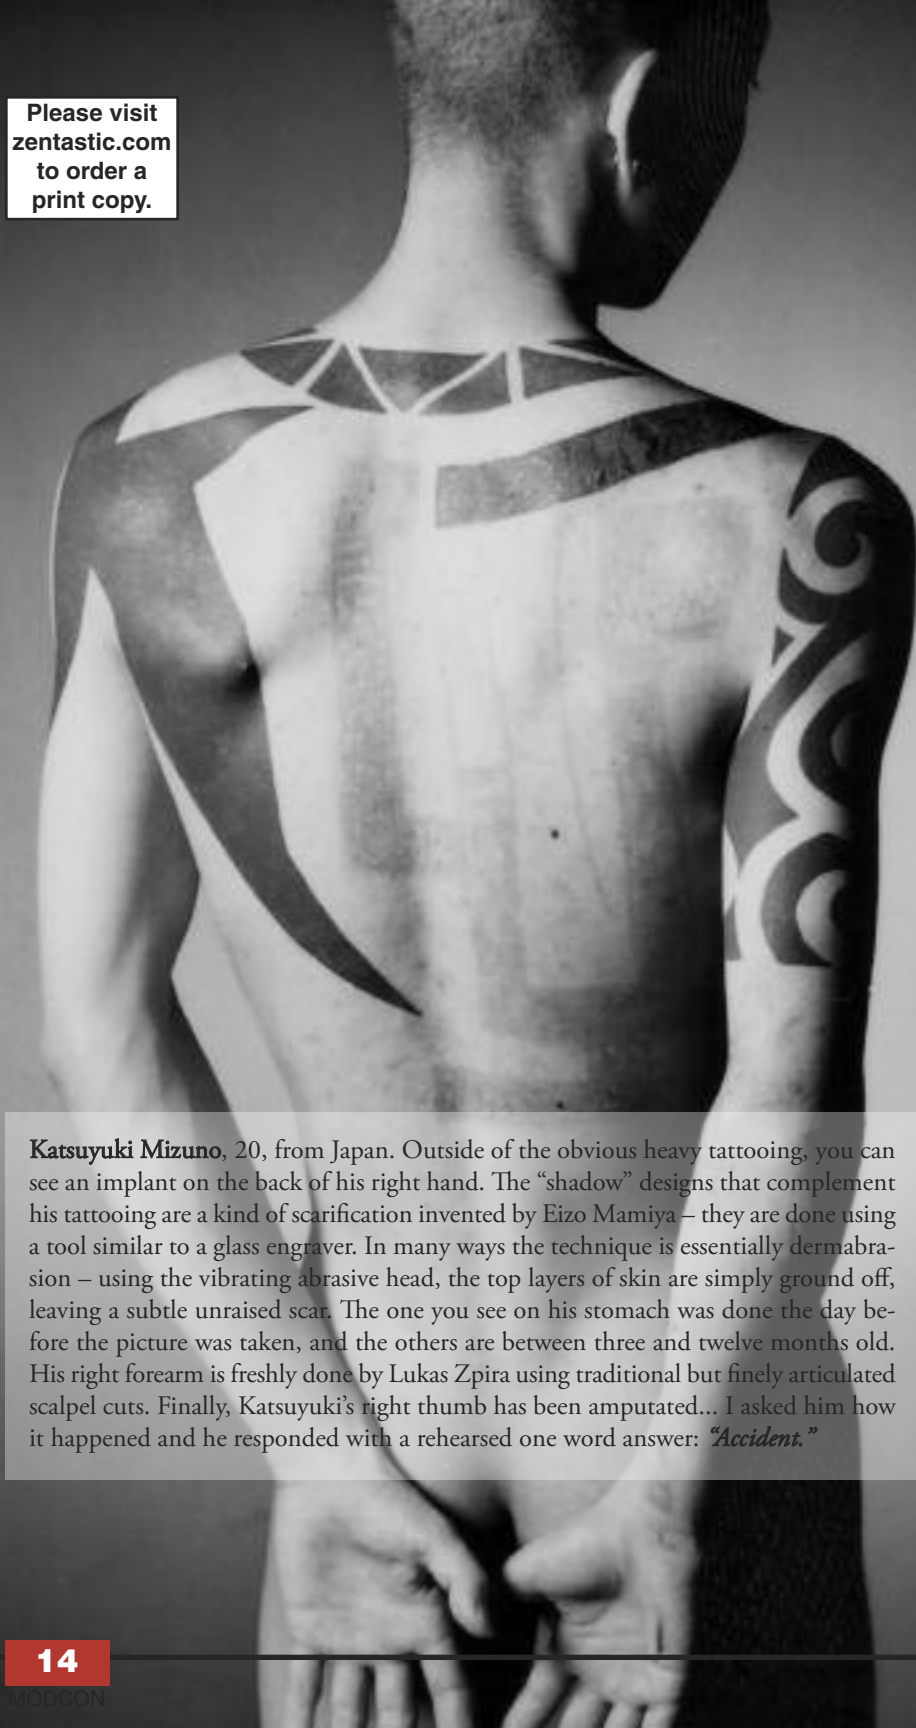 Please visit
zentastic.com
to order a
print copy.
Katsuyuki Mizuno, 20, from Japan. Outside of the obvious heavy tattooing, you can
see an implant on the back of his right hand. The “shadow” designs that complement
his tattooing are a kind of scarification invented by Eizo Mamiya – they are done using
a tool similar to a glass engraver. In many ways the technique is essentially dermabra-
sion – using the vibrating abrasive head, the top layers of skin are simply ground off,
leaving a subtle unraised scar. The one you see on his stomach was done the day be-
fore the picture was taken, and the others are between three and twelve months old.
His right forearm is freshly done by Lukas Zpira using traditional but finely articulated
scalpel cuts. Finally, Katsuyuki’s right thumb has been amputated... I asked him how
it happened and he responded with a rehearsed one word answer: “Accident.”
14
MODCON